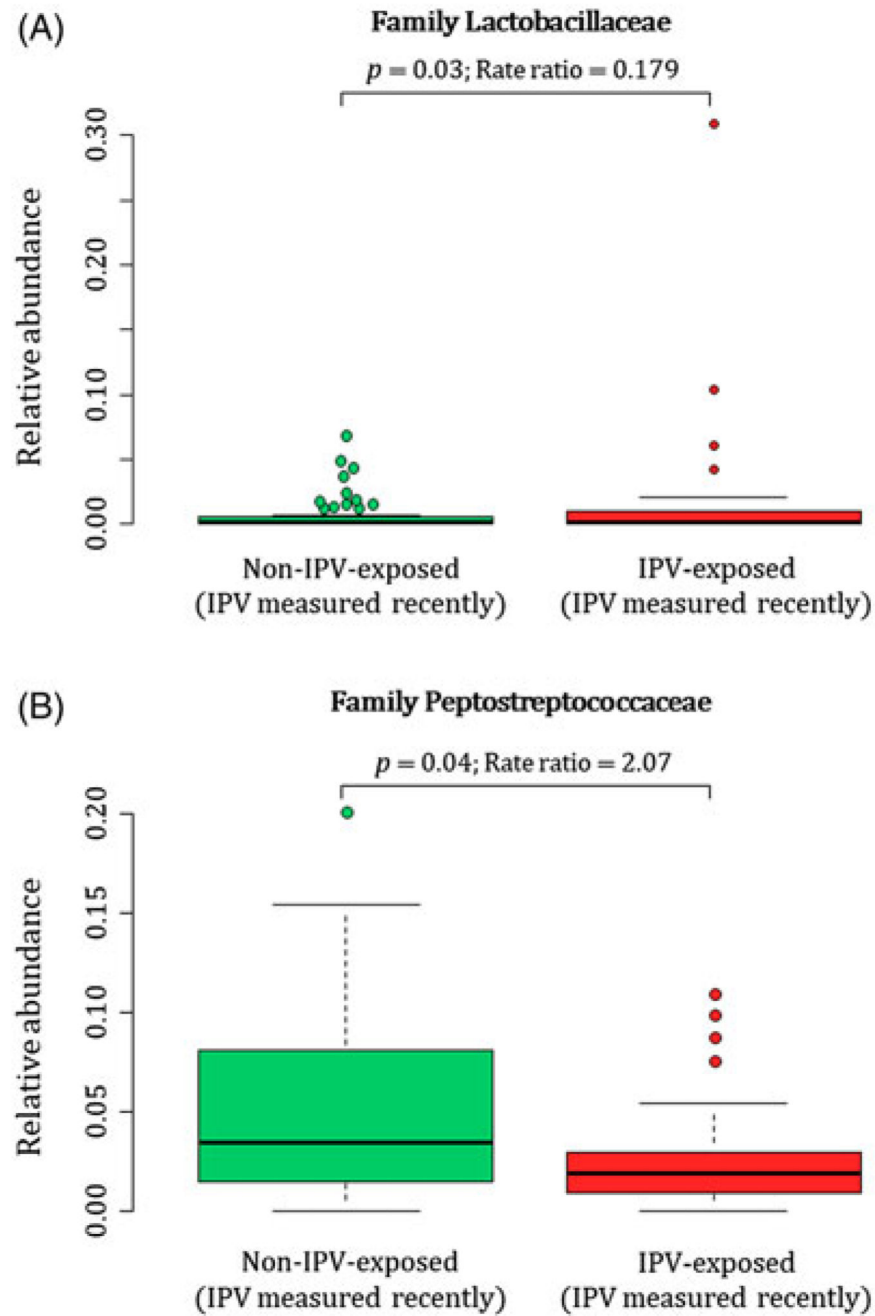 (A)
Family Lactobacillaceae
p = 0.03; Rate ratio = 0.179
Relative abundance
0.30
0.20
0.10
0.00
Non-IPV-exposed
(IPV measured recently)
IPV-exposed
(IPV measured recently)
(B)
Family Peptostreptococcaceae
p = 0.04; Rate ratio = 2.07
Relative abundance
0.20
0.15
0.10
0.05
0.00
Non-IPV-exposed
(IPV measured recently)
IPV-exposed
(IPV measured recently)